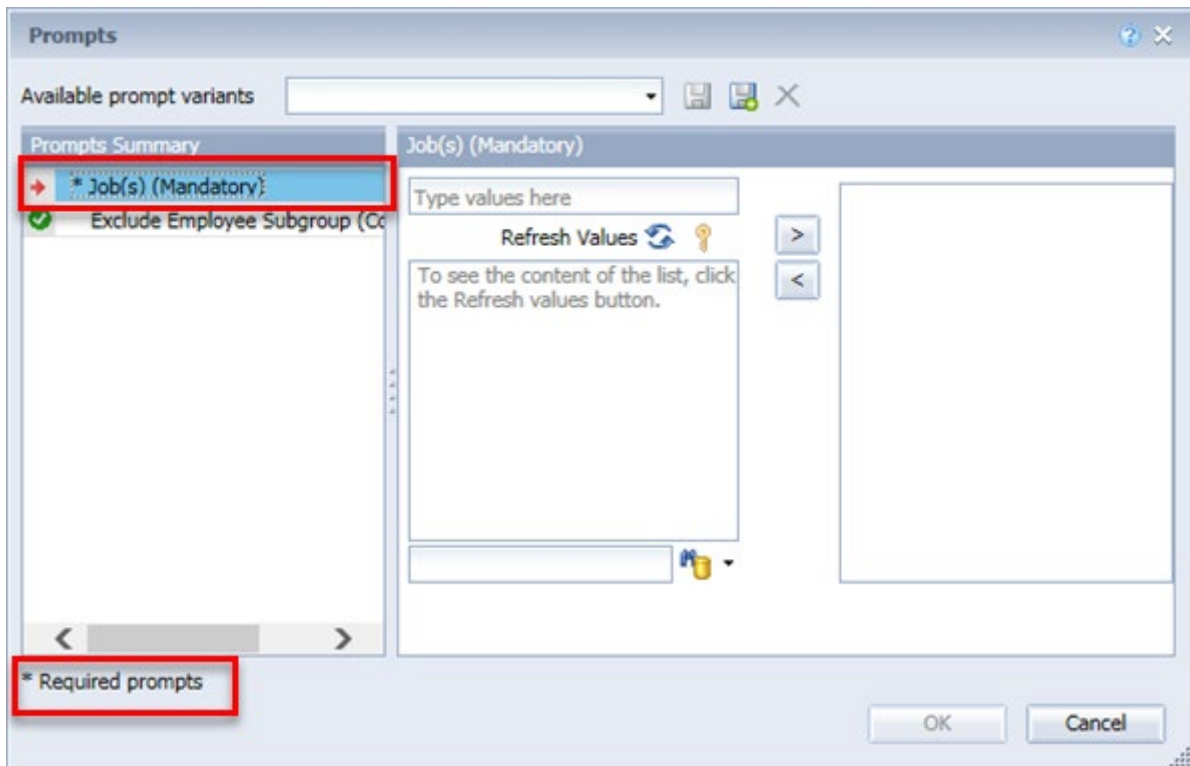 Prompts
Available prompt variants
Prompts Summary
* Job(s) (Mandatory)
Exclude Employee Subgroup (Co
Job(s) (Mandatory)
Type values here
Refresh Values
>
To see the content of the list, click
the Refresh values button.
<
* Required prompts
OK
Cancel